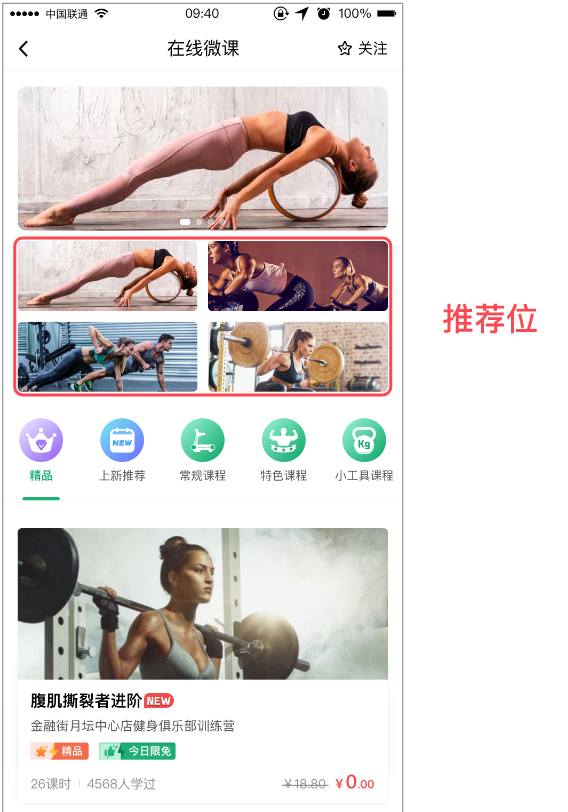 中国联通 09:40 100%
在线微课 关注
推荐位
NEW Kg
精品 上新推荐 常规课程 特色课程 小工具课程
腹肌撕裂者进阶 NEW
金融街月坛中心店健身俱乐部训练营
精品 今日限免
26课时 4568人学过 ￥18.80 ￥0.00